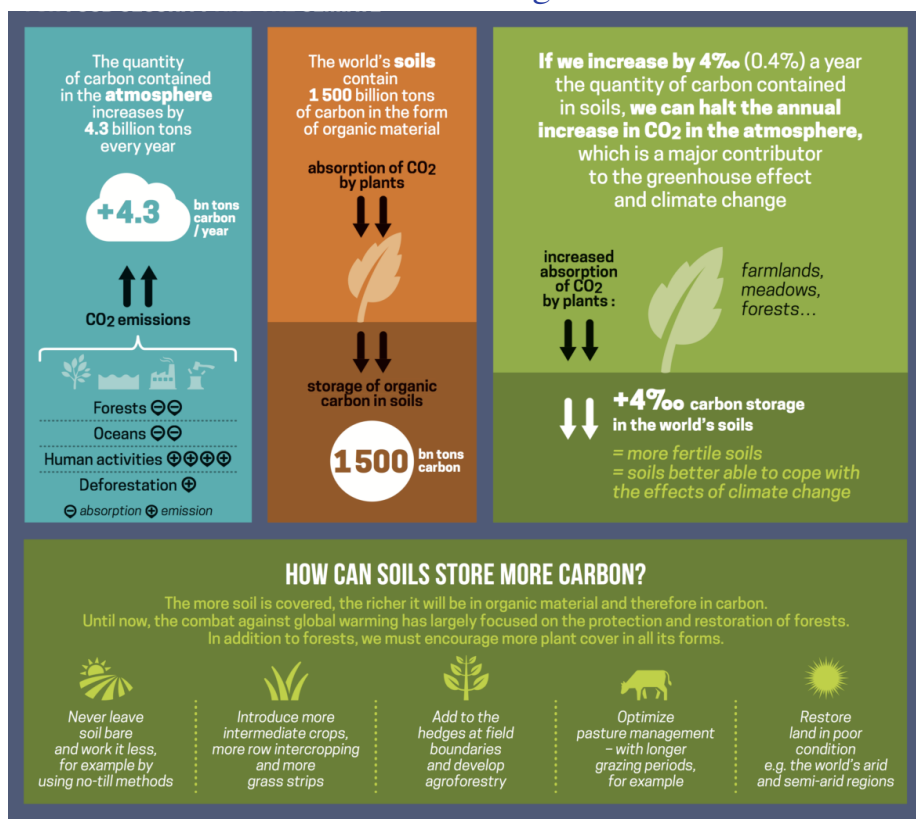 The quantity
of carbon contained
in the atmosphere
increases by
4.3 billion tons
every year
+4.3
bn tons
carbon
/ year
CO2 emissions
Forests ⊖⊖
Oceans ⊖⊖
Human activities ⊕⊕⊕⊕
Deforestation ⊕
⊖ absorption ⊕ emission
The world's soils
contain
1 500 billion tons
of carbon in the form
of organic material
absorption of CO2
by plants
storage of organic
carbon in soils
1500
bn tons
carbon
If we increase by 4‰ (0.4%) a year
the quantity of carbon contained
in soils, we can halt the annual
increase in CO2 in the atmosphere,
which is a major contributor
to the greenhouse effect
and climate change
increased
absorption
of CO2
by plants :
farmlands,
meadows,
forests...
+4‰ carbon storage
in the world's soils
= more fertile soils
= soils better able to cope with
the effects of climate change
HOW CAN SOILS STORE MORE CARBON?
The more soil is covered, the richer it will be in organic material and therefore in carbon.
Until now, the combat against global warming has largely focused on the protection and restoration of forests.
In addition to forests, we must encourage more plant cover in all its forms.
Never leave
soil bare
and work it less,
for example by
using no-till methods
Introduce more
intermediate crops,
more row intercropping
and more
grass strips
Add to the
hedges at field
boundaries
and develop
agroforestry
Optimize
pasture management
– with longer
grazing periods,
for example
Restore
land in poor
condition
e.g. the world's arid
and semi-arid regions